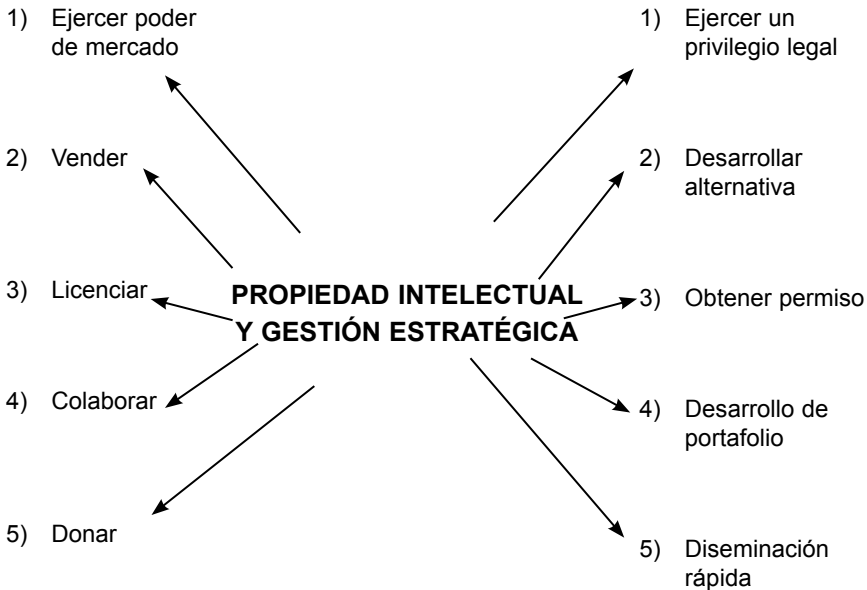 1) Ejercer poder
de mercado
2) Vender
3) Licenciar
4) Colaborar
5) Donar
PROPIEDAD INTELECTUAL
Y GESTIÓN ESTRATÉGICA
1) Ejercer un
privilegio legal
2) Desarrollar
alternativa
3) Obtener permiso
4) Desarrollo de
portafolio
5) Diseminación
rápida